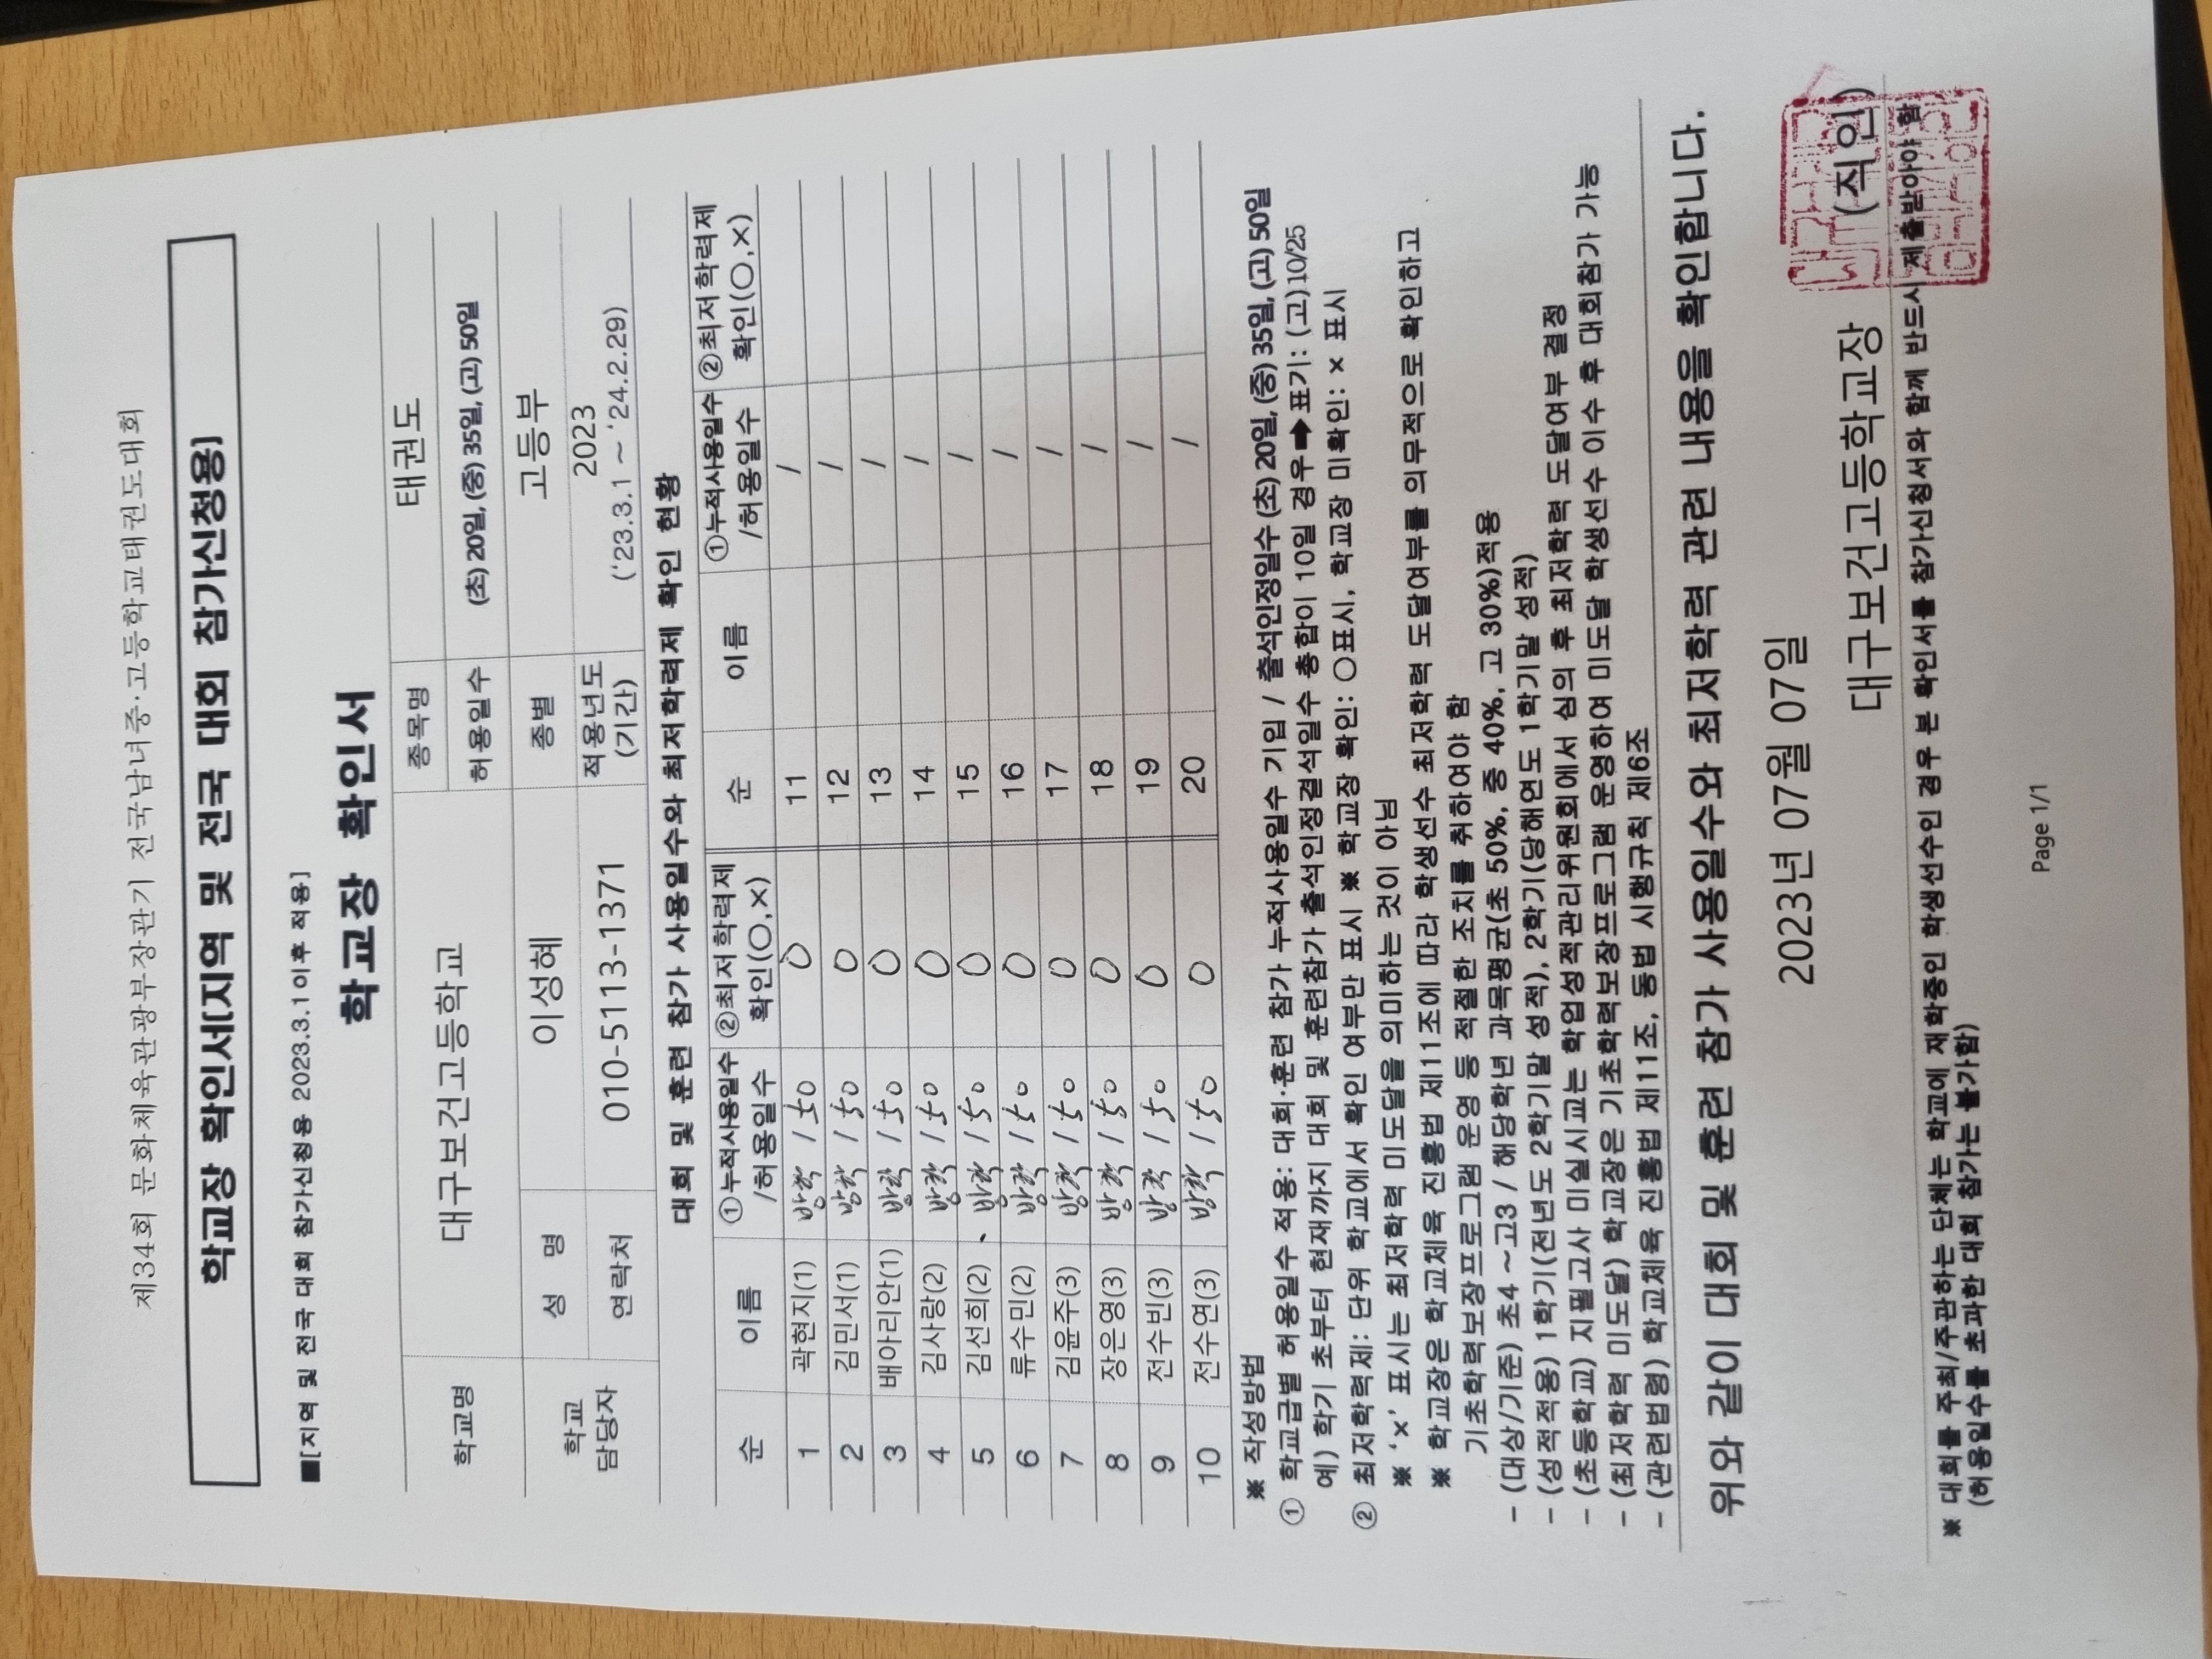 제34회 문화체육관광부장관기 전국남녀중·고등학교태권도대회
학교장 확인서(지역 및 전국 대회 참가신청용)
■[지역 및 전국 대회 참가신청용 2023.3.1이후 적용]
학교장 확인서
학교명 대구보건고등학교 종목명 태권도
허용일수 (초) 20일, (중) 35일, (고) 50일
학교 담당자 성 명 이성혜 종별 고등부
연락처 010-5113-1371 적용년도 (기간) 2023 ('23.3.1 ~ '24.2.29)
대회 및 훈련 참가 사용일수와 최저학력제 확인 현황
순 이름 ①누적사용일수 /허용일수 ②최저학력제 확인(○,×) 순 이름 ①누적사용일수 /허용일수 ②최저학력제 확인(○,×)
1 곽현지(1) 방학 / 50 ○ 11 /
2 김민서(1) 방학 / 50 ○ 12 /
3 배아리안(1) 방학 / 50 ○ 13 /
4 김사랑(2) 방학 / 50 ○ 14 /
5 김선희(2) 방학 / 50 ○ 15 /
6 류수민(2) 방학 / 50 ○ 16 /
7 김윤주(3) 방학 / 50 ○ 17 /
8 장은영(3) 방학 / 50 ○ 18 /
9 전수빈(3) 방학 / 50 ○ 19 /
10 전수연(3) 방학 / 50 ○ 20 /
※ 작성방법
① 학교급별 허용일수 적용: 대회·훈련 참가 누적사용일수 기입 / 출석인정일수 (초) 20일, (중) 35일, (고) 50일
예) 학기 초부터 현재까지 대회 및 훈련참가 출석인정결석일수 총합이 10일 경우➡표기: (고)10/25
② 최저학력제: 단위 학교에서 확인 여부만 표시 ※ 학교장 확인: ○표시, 학교장 미확인: × 표시
※ '×' 표시는 최저학력 미도달을 의미하는 것이 아님
※ 학교장은 학교체육 진흥법 제11조에 따라 학생선수 최저학력 도달여부를 의무적으로 확인하고
기초학력보장프로그램 운영 등 적절한 조치를 취하여야 함
- (대상/기준) 초4 ~ 고3 / 해당학년 과목평균(초 50%, 중 40%, 고 30%)적용
- (성적적용) 1학기(전년도 2학기말 성적), 2학기(당해연도 1학기말 성적)
- (초등학교) 지필고사 미실시교는 학업성적관리위원회에서 심의 후 최저학력 도달여부 결정
- (최저학력 미도달) 학교장은 기초학력보장프로그램 운영하여 미도달 학생선수 이수 후 대회참가 가능
- (관련법령) 학교체육 진흥법 제11조, 동법 시행규칙 제6조
위와 같이 대회 및 훈련 참가 사용일수와 최저학력 관련 내용을 확인합니다.
2023년 07월 07일
대구보건고등학교장 (직인)
※ 대회를 주최/주관하는 단체는 학교에 재학중인 학생선수인 경우 본 확인서를 참가신청서와 함께 반드시 제출받아야 함
(허용일수를 초과한 대회 참가는 불가함)
Page 1/1